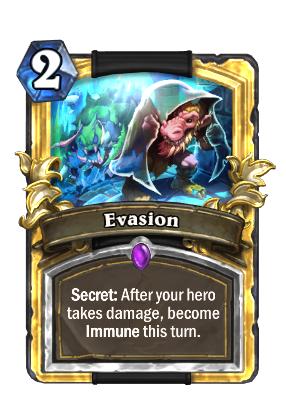 2
Evasion
Secret: After your hero
takes damage, become
Immune this turn.